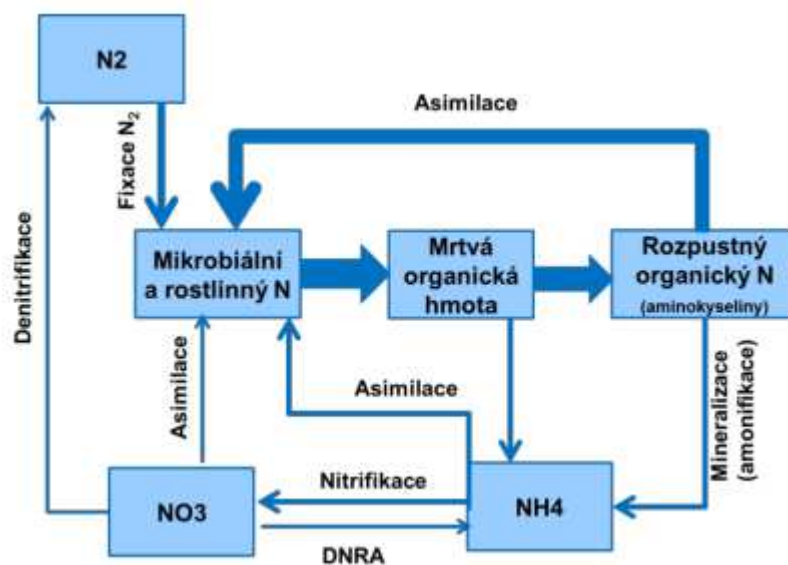 N2
Asimilace
Fixace N₂
Denitrifikace
Mikrobiální
a rostlinný N
Mrtvá
organická
hmota
Rozpustný
organický N
(aminokyseliny)
Asimilace
Asimilace
Mineralizace
(amonifikace)
Nitrifikace
NO3
NH4
DNRA